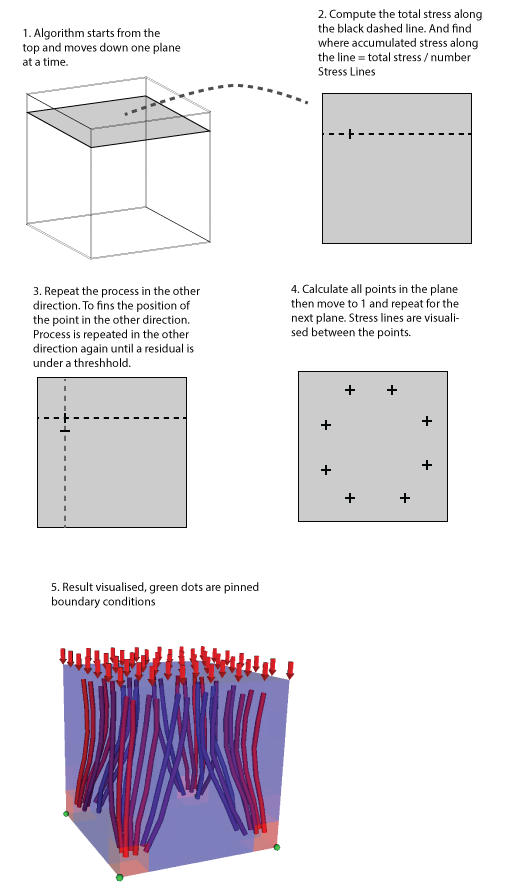 1. Algorithm starts from the
top and moves down one plane
at a time.
2. Compute the total stress along
the black dashed line. And find
where accumulated stress along
the line = total stress / number
Stress Lines
3. Repeat the process in the other
direction. To fins the position of
the point in the other direction.
Process is repeated in the other
direction again until a residual is
under a threshhold.
4. Calculate all points in the plane
then move to 1 and repeat for the
next plane. Stress lines are visuali-
sed between the points.
5. Result visualised, green dots are pinned
boundary conditions